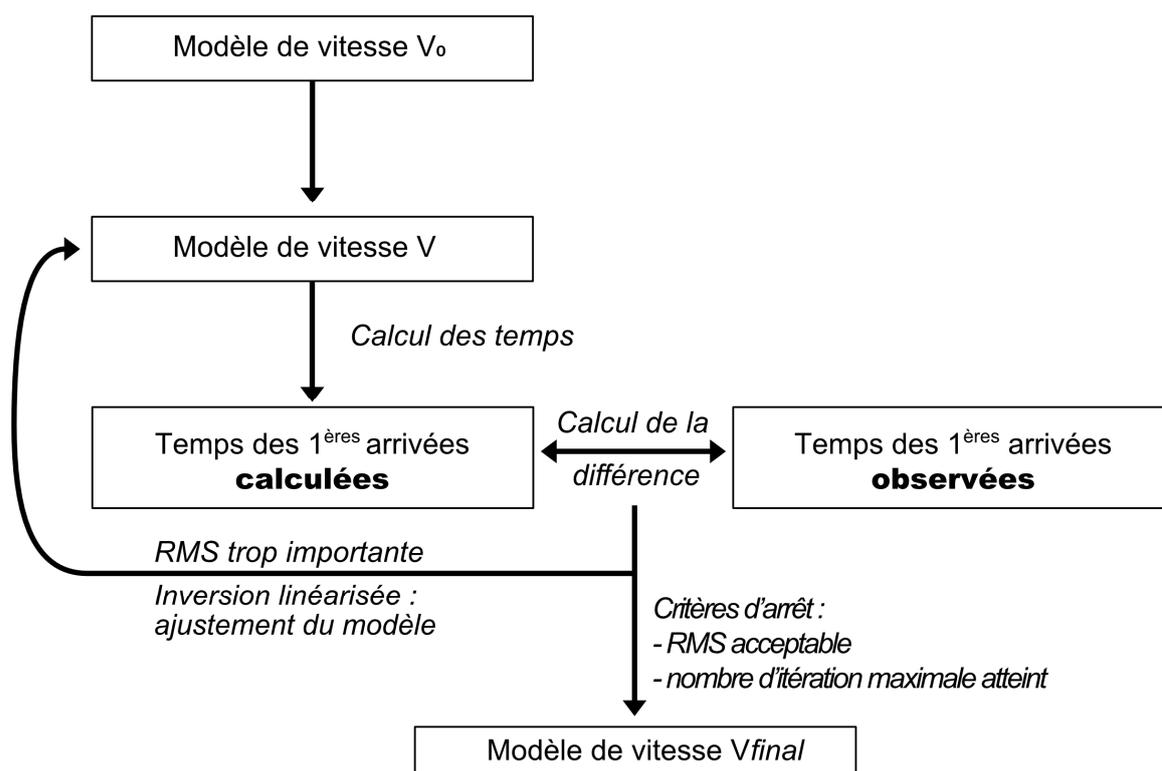 Modèle de vitesse V₀
Modèle de vitesse V
Calcul des temps
Temps des 1ères arrivées
calculées
Calcul de la
différence
Temps des 1ères arrivées
observées
RMS trop importante
Inversion linéarisée :
ajustement du modèle
Critères d'arrêt :
- RMS acceptable
- nombre d'itération maximale atteint
Modèle de vitesse Vfinal